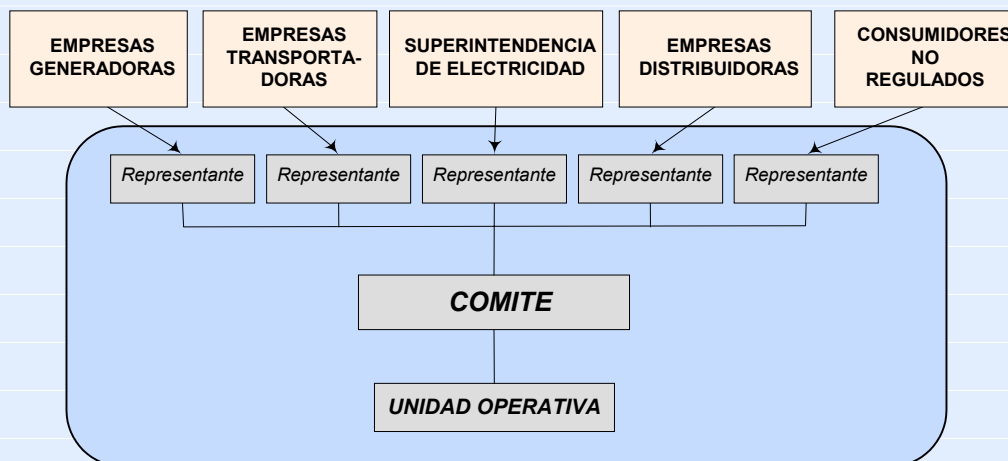 EMPRESAS
GENERADORAS
EMPRESAS
TRANSPORTA-
DORAS
SUPERINTENDENCIA
DE ELECTRICIDAD
EMPRESAS
DISTRIBUIDORAS
CONSUMIDORES
NO
REGULADOS
Representante Representante Representante Representante Representante
COMITE
UNIDAD OPERATIVA